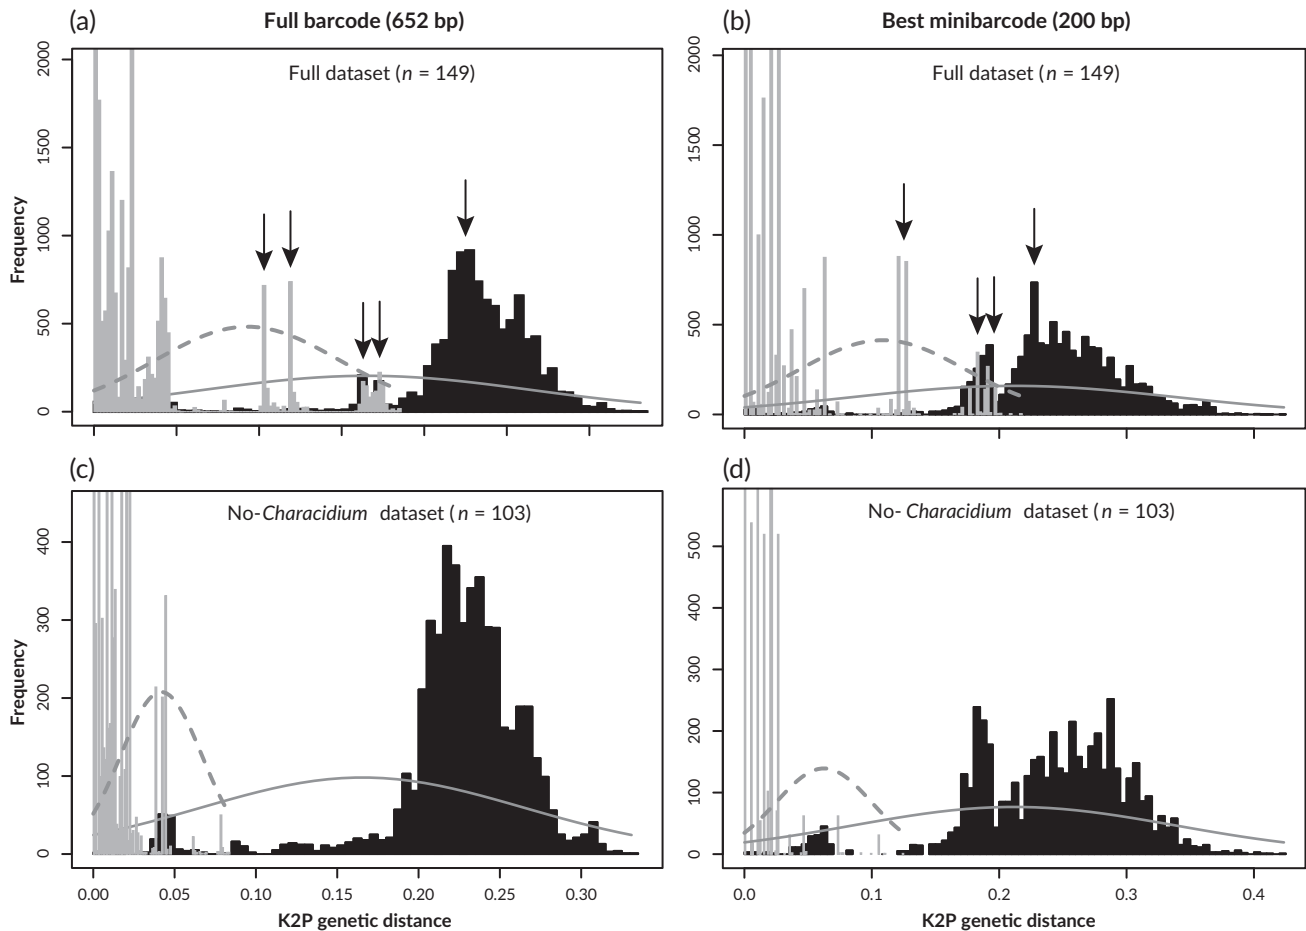 (a) Full barcode (652 bp)
(b) Best minibarcode (200 bp)
Full dataset (n = 149)
Full dataset (n = 149)
Frequency
2000
1500
1000
500
0
2000
1500
1000
500
0
(c)
(d)
No-Characidium dataset (n = 103)
No- Characidium dataset (n = 103)
Frequency
400
300
200
100
0
500
400
300
200
100
0
0.00 0.05 0.10 0.15 0.20 0.25 0.30
0.0 0.1 0.2 0.3 0.4
K2P genetic distance
K2P genetic distance